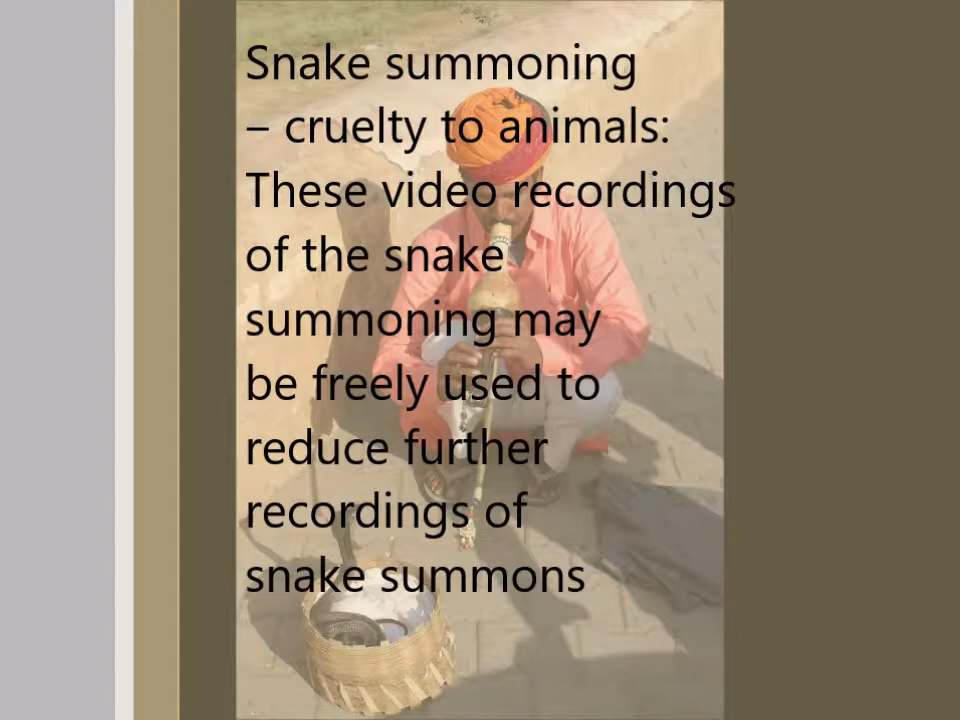 Snake summoning
– cruelty to animals:
These video recordings
of the snake
summoning may
be freely used to
reduce further
recordings of
snake summons